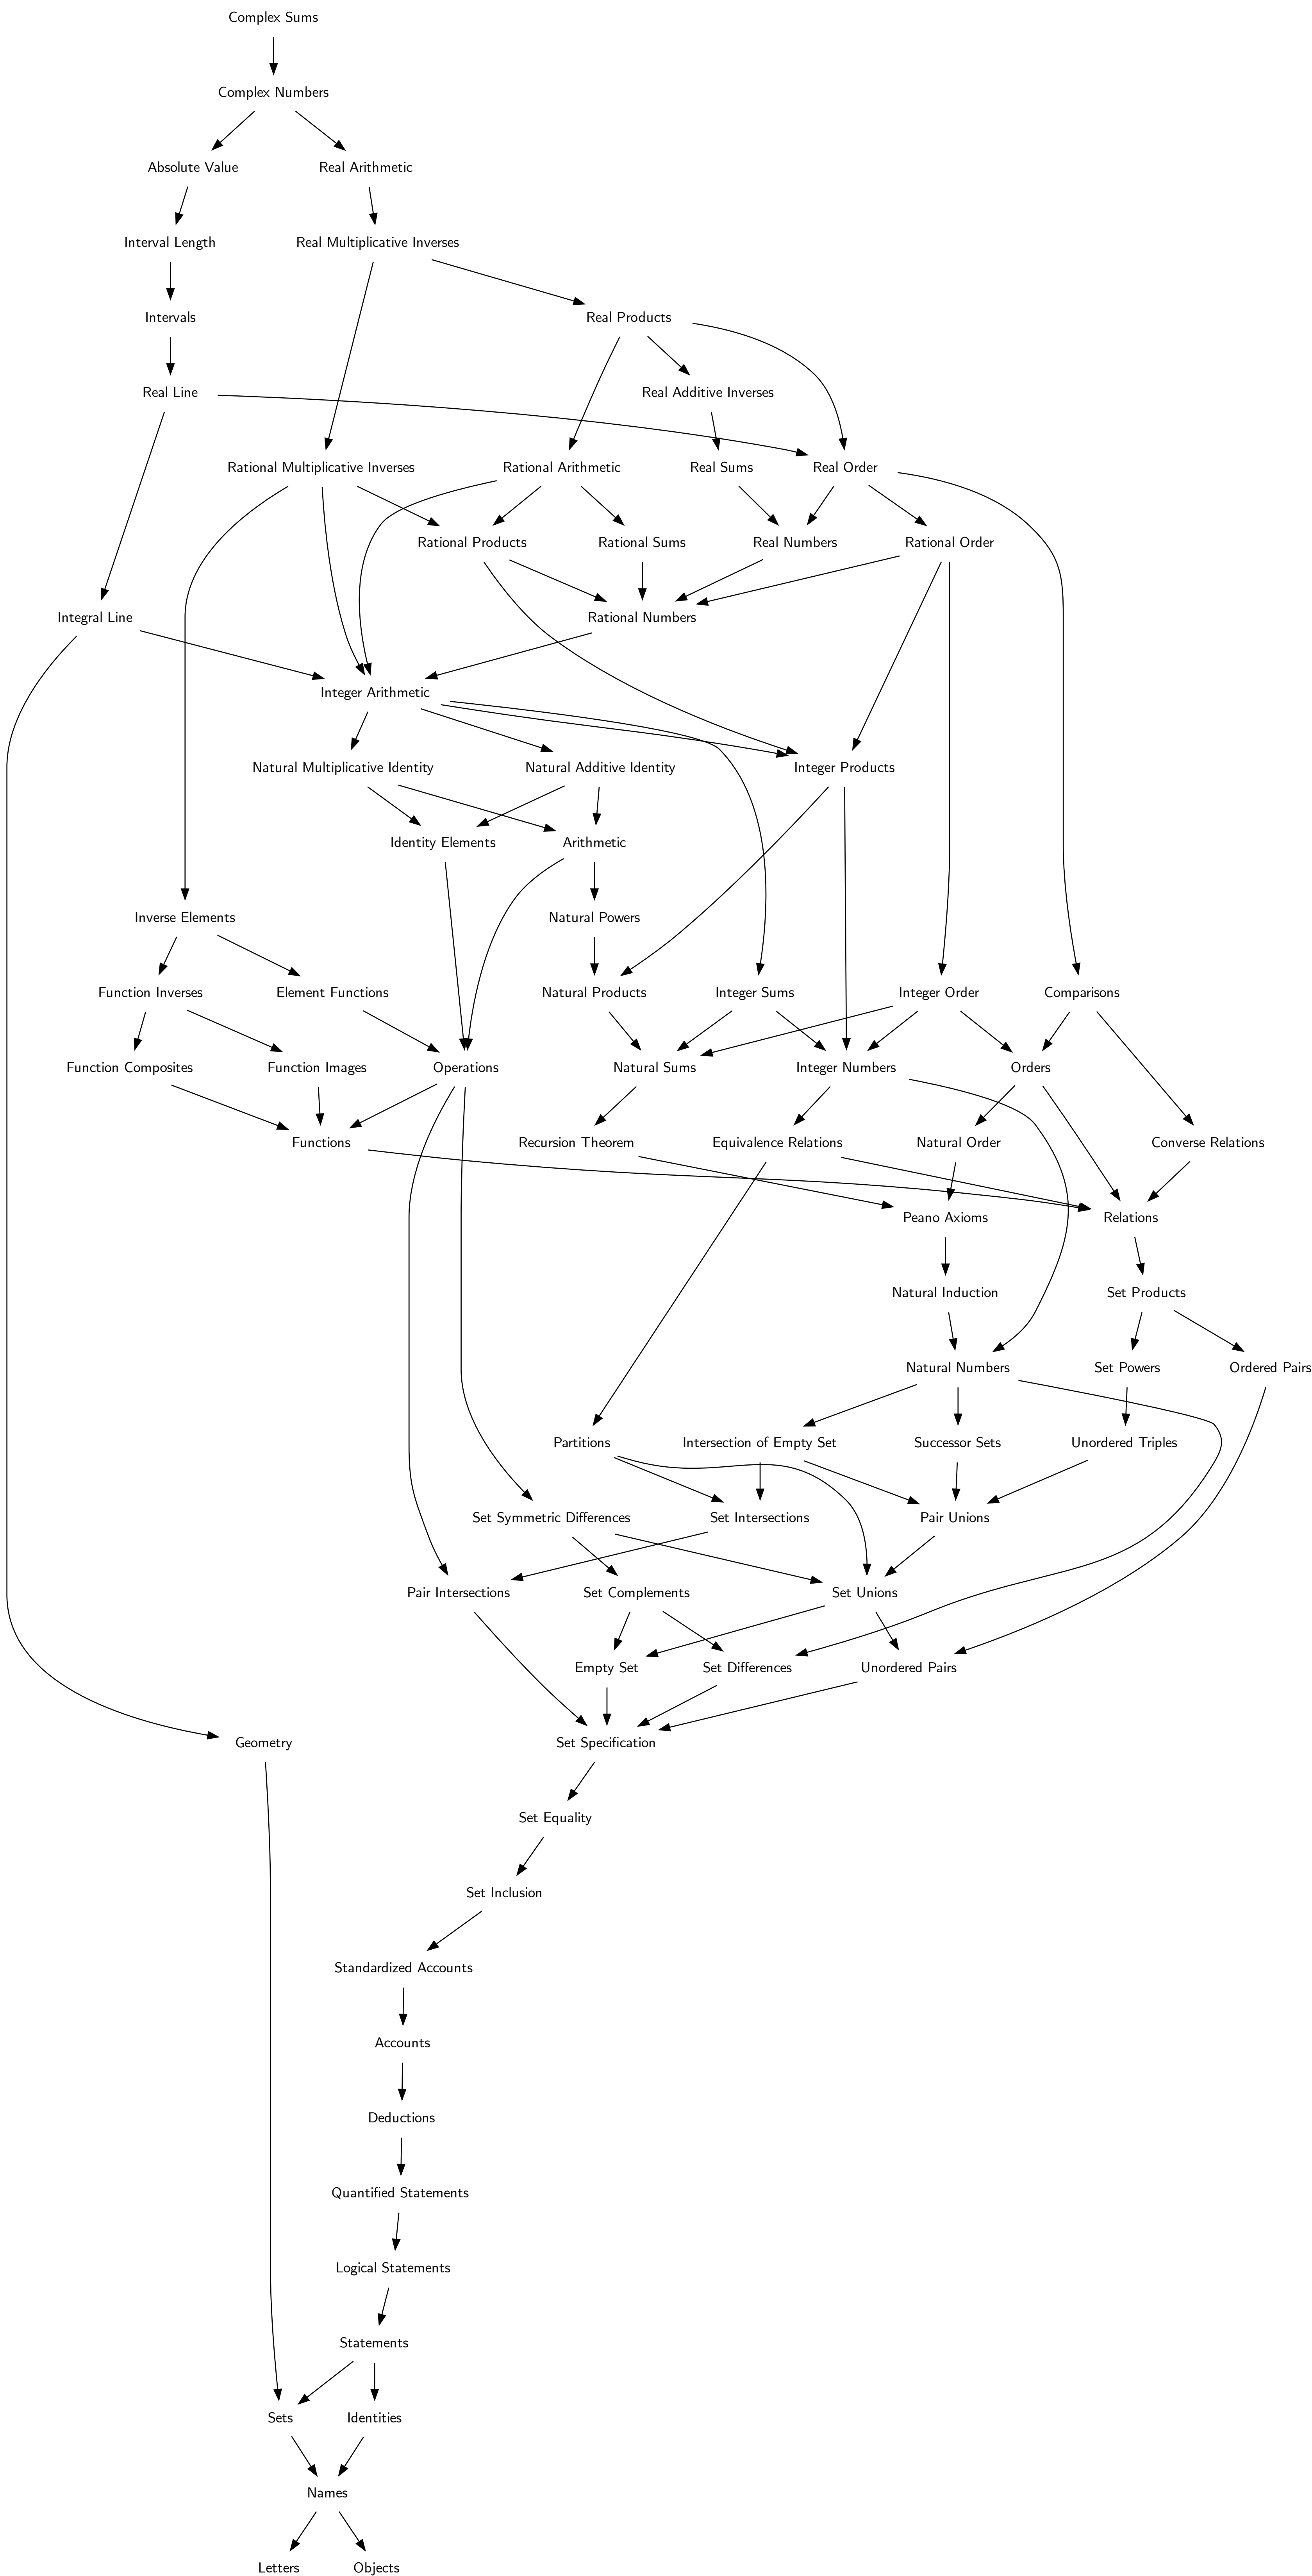 Complex Sums
Complex Numbers
Absolute Value
Real Arithmetic
Interval Length
Real Multiplicative Inverses
Intervals
Real Products
Real Line
Real Additive Inverses
Rational Multiplicative Inverses
Rational Arithmetic
Real Sums
Real Order
Rational Products
Rational Sums
Real Numbers
Rational Order
Integral Line
Rational Numbers
Integer Arithmetic
Natural Multiplicative Identity
Natural Additive Identity
Integer Products
Identity Elements
Arithmetic
Inverse Elements
Natural Powers
Function Inverses
Element Functions
Natural Products
Integer Sums
Integer Order
Comparisons
Function Composites
Function Images
Operations
Natural Sums
Integer Numbers
Orders
Functions
Recursion Theorem
Equivalence Relations
Natural Order
Converse Relations
Peano Axioms
Relations
Natural Induction
Set Products
Natural Numbers
Set Powers
Ordered Pairs
Partitions
Intersection of Empty Set
Successor Sets
Unordered Triples
Set Symmetric Differences
Set Intersections
Pair Unions
Pair Intersections
Set Complements
Set Unions
Empty Set
Set Differences
Unordered Pairs
Geometry
Set Specification
Set Equality
Set Inclusion
Standardized Accounts
Accounts
Deductions
Quantified Statements
Logical Statements
Statements
Sets
Identities
Names
Letters
Objects